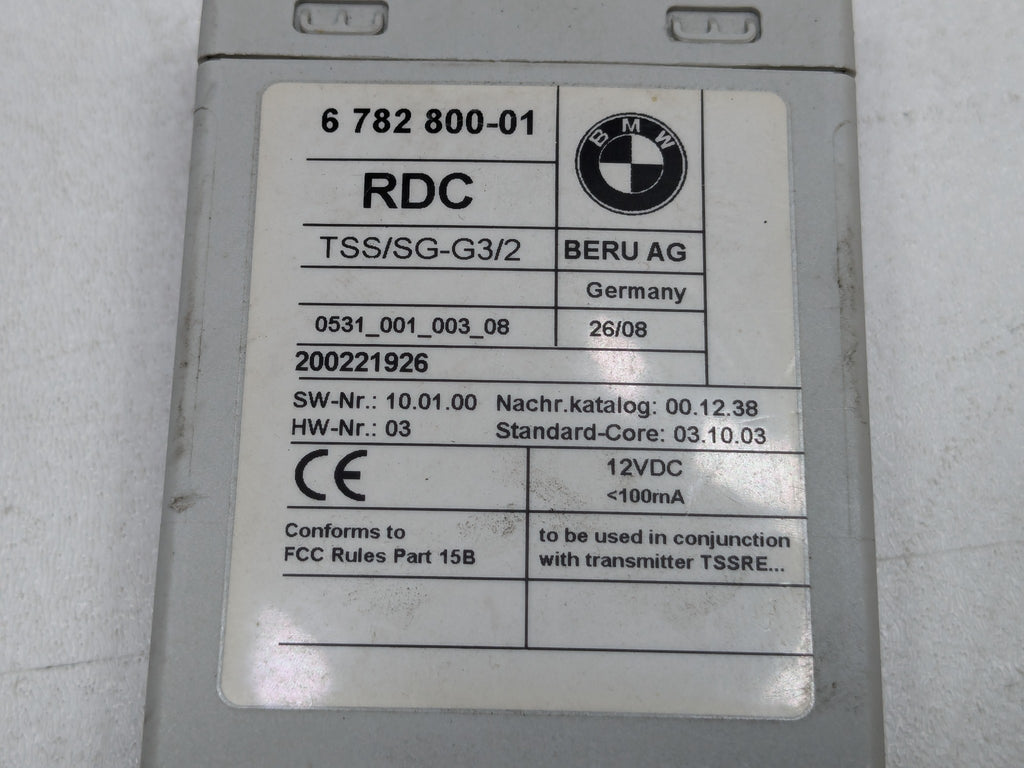 6 782 800-01
BMW
RDC
TSS/SG-G3/2
BERU AG
Germany
0531_001_003_08
26/08
200221926
SW-Nr.: 10.01.00 Nachr.katalog: 00.12.38
HW-Nr.: 03 Standard-Core: 03.10.03
CE
12VDC
<100mA
Conforms to
FCC Rules Part 15B
to be used in conjunction
with transmitter TSSRE...